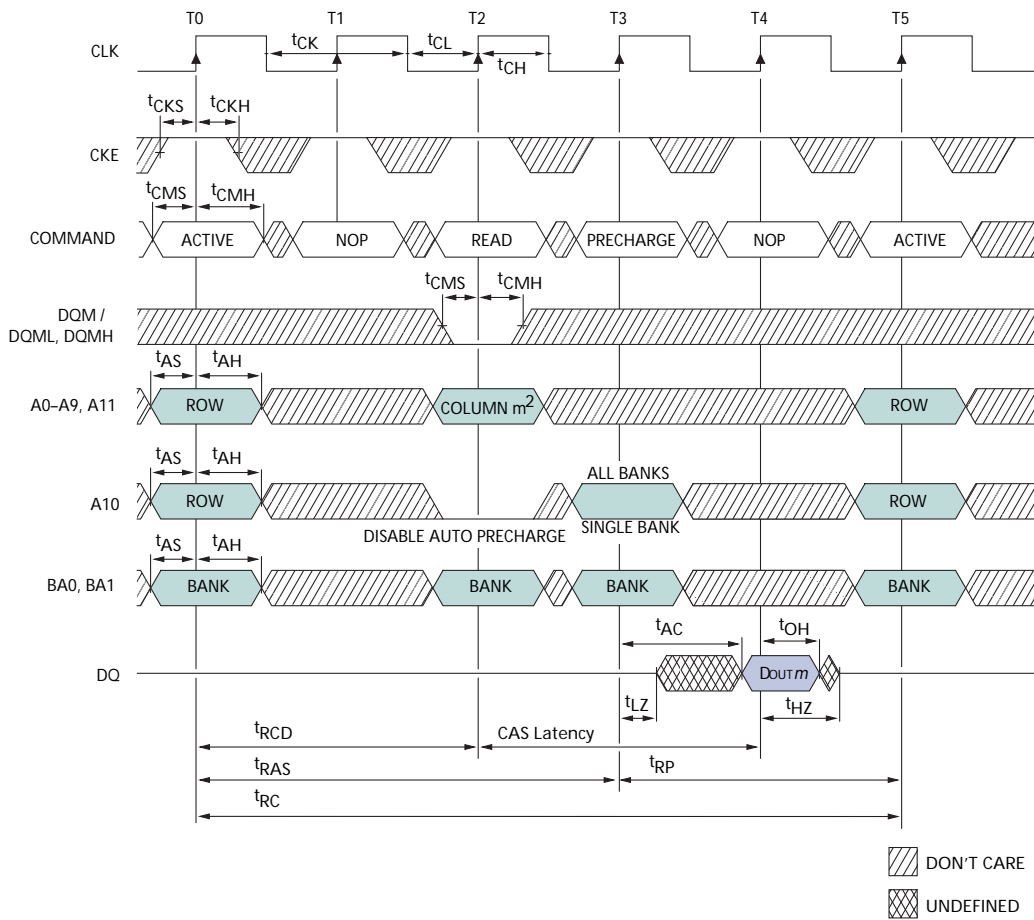 T0 T1 T2 T3 T4 T5
CLK
tCK tCL
tCH
tCKS tCKH
CKE
tCMS tCMH
COMMAND ACTIVE NOP READ PRECHARGE NOP ACTIVE
tCMS tCMH
DQM /
DQML, DQMH
tAS tAH
A0–A9, A11 ROW COLUMN m2 ROW
tAS tAH
ALL BANKS
A10 ROW ROW
DISABLE AUTO PRECHARGE SINGLE BANK
tAS tAH
BA0, BA1 BANK BANK BANK BANK
tAC tOH
DQ DOUT m
tLZ tHZ
tRCD CAS Latency
tRAS tRP
tRC
DON'T CARE
UNDEFINED